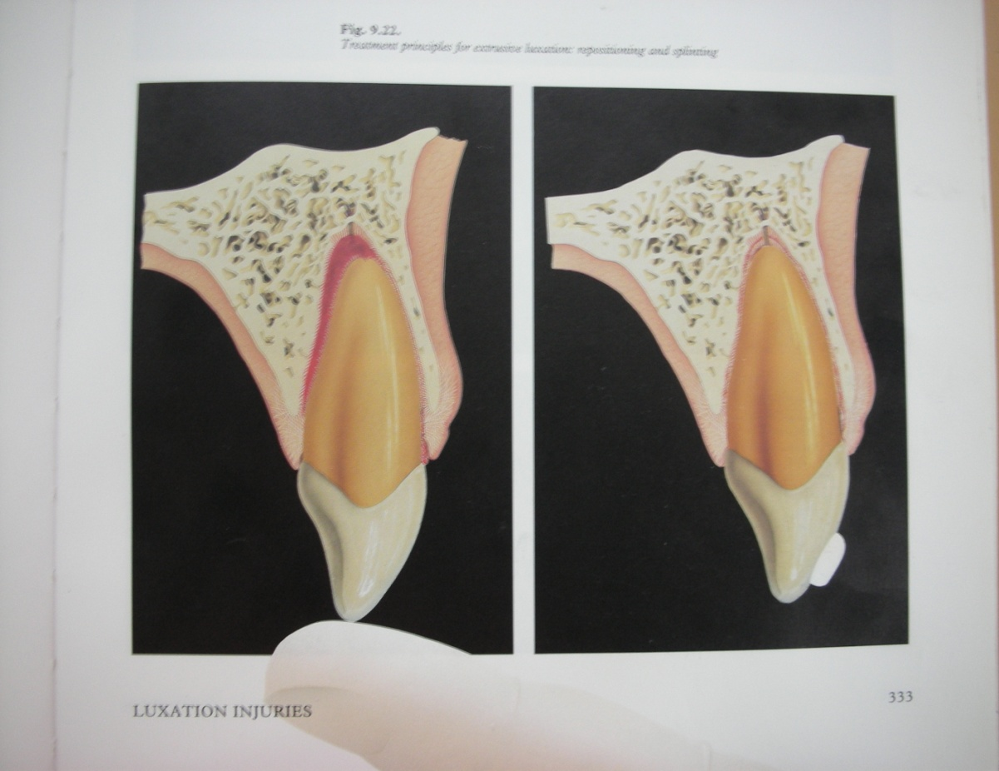 Fig. 9.22.
Treatment principles for extrusive luxation: repositioning and splinting
LUXATION INJURIES
333